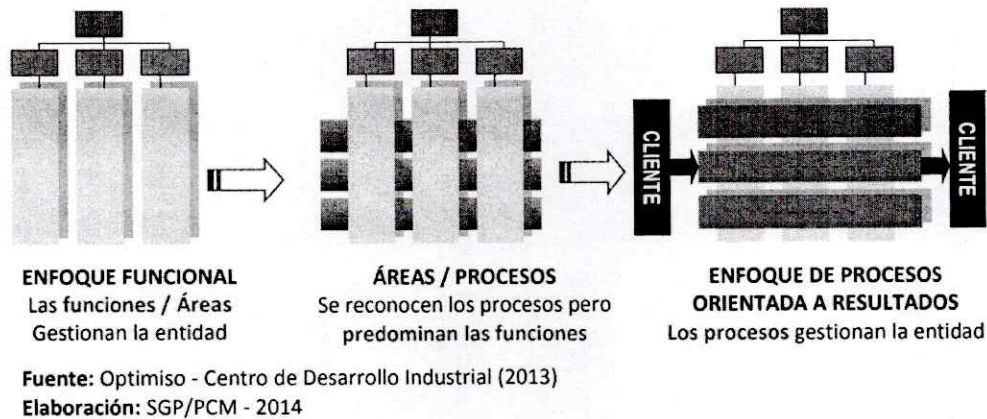 CLIENTE
CLIENTE
ENFOQUE FUNCIONAL
Las funciones / Áreas
Gestionan la entidad
ÁREAS / PROCESOS
Se reconocen los procesos pero
predominan las funciones
ENFOQUE DE PROCESOS
ORIENTADA A RESULTADOS
Los procesos gestionan la entidad
Fuente: Optimiso - Centro de Desarrollo Industrial (2013)
Elaboración: SGP/PCM - 2014